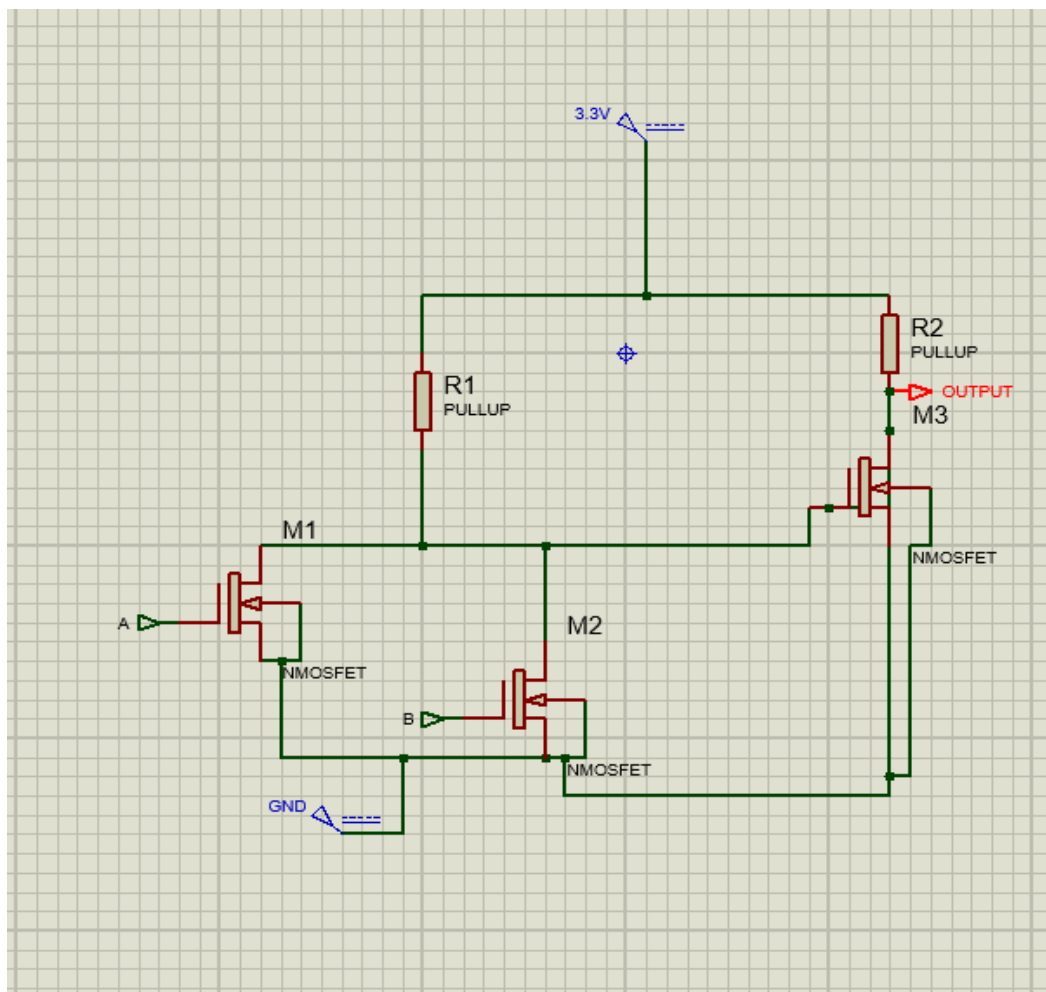 3.3V
R2
PULLUP
R1
PULLUP
OUTPUT
M3
M1
NMOSFET
A
M2
NMOSFET
B
NMOSFET
GND